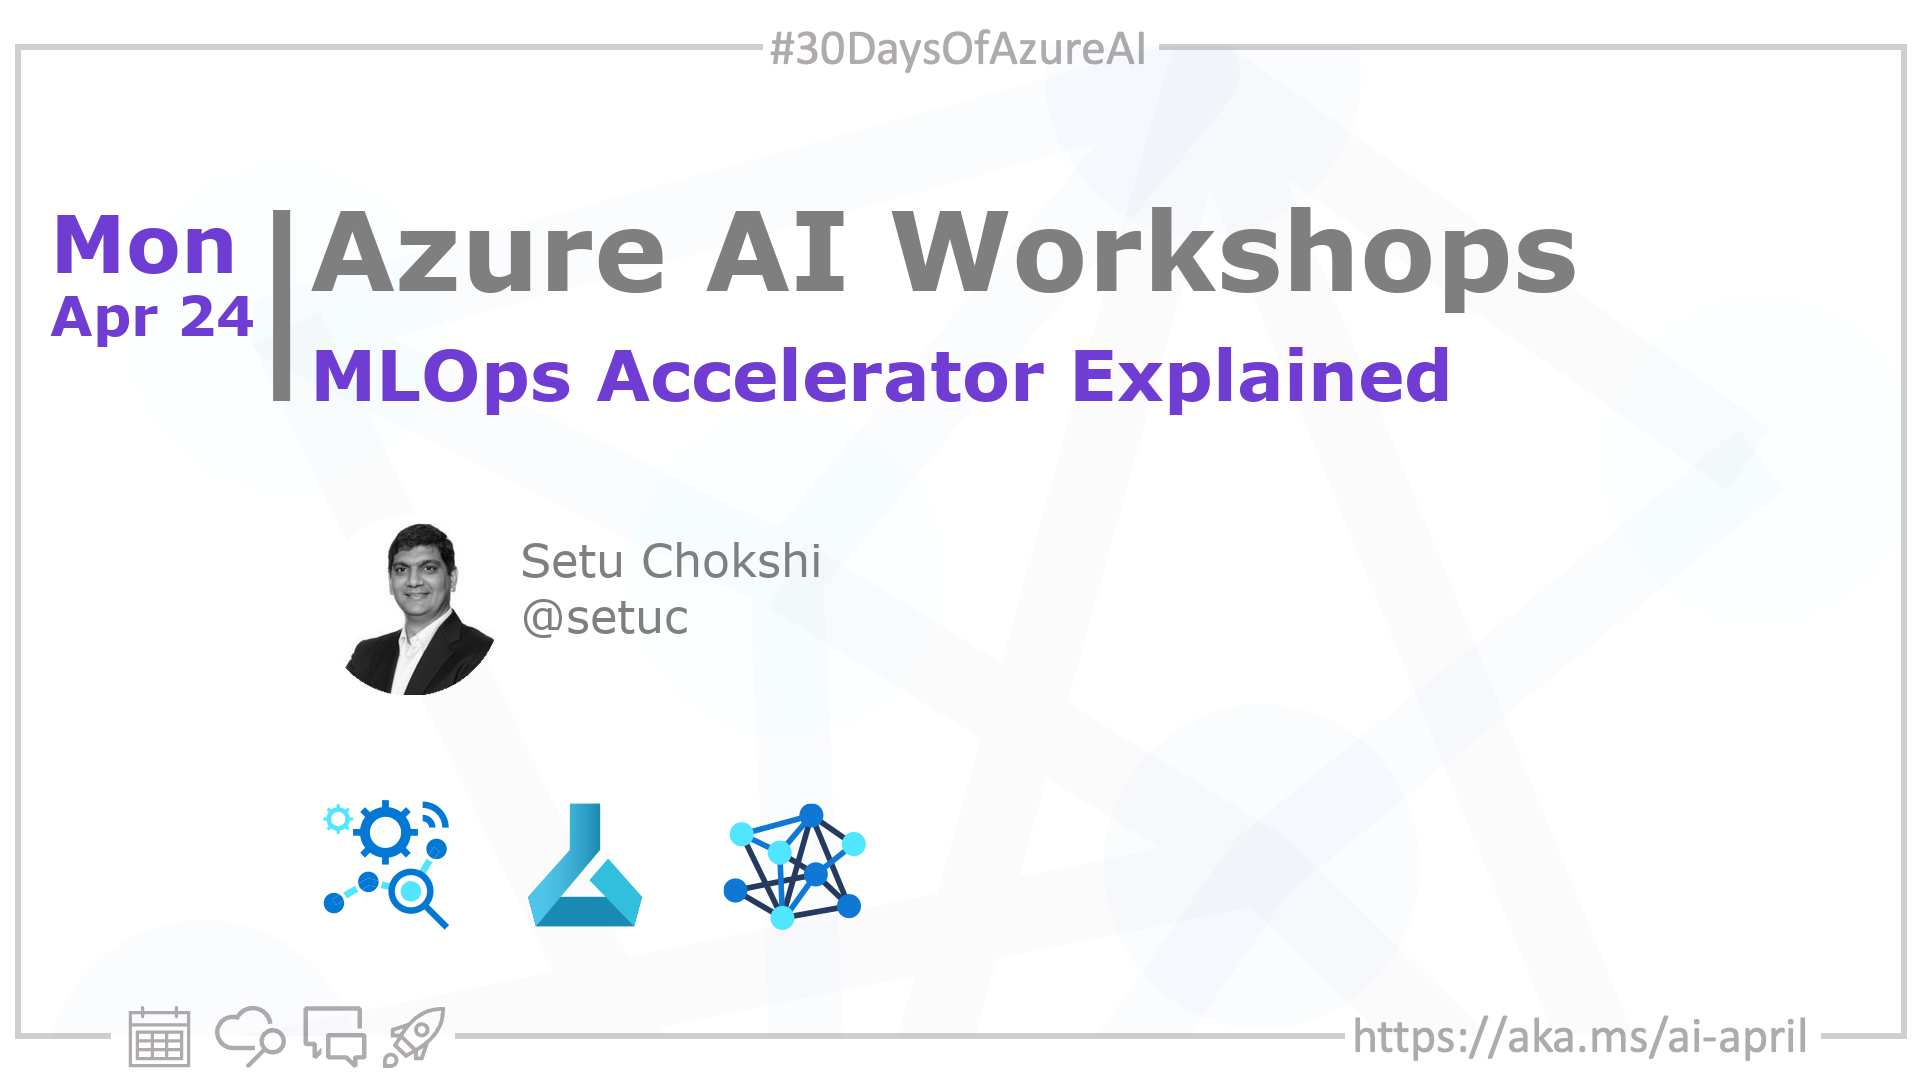 #30DaysOfAzureAI
Mon
Apr 24
Azure AI Workshops
MLOps Accelerator Explained
Setu Chokshi
@setuc
https://aka.ms/ai-april